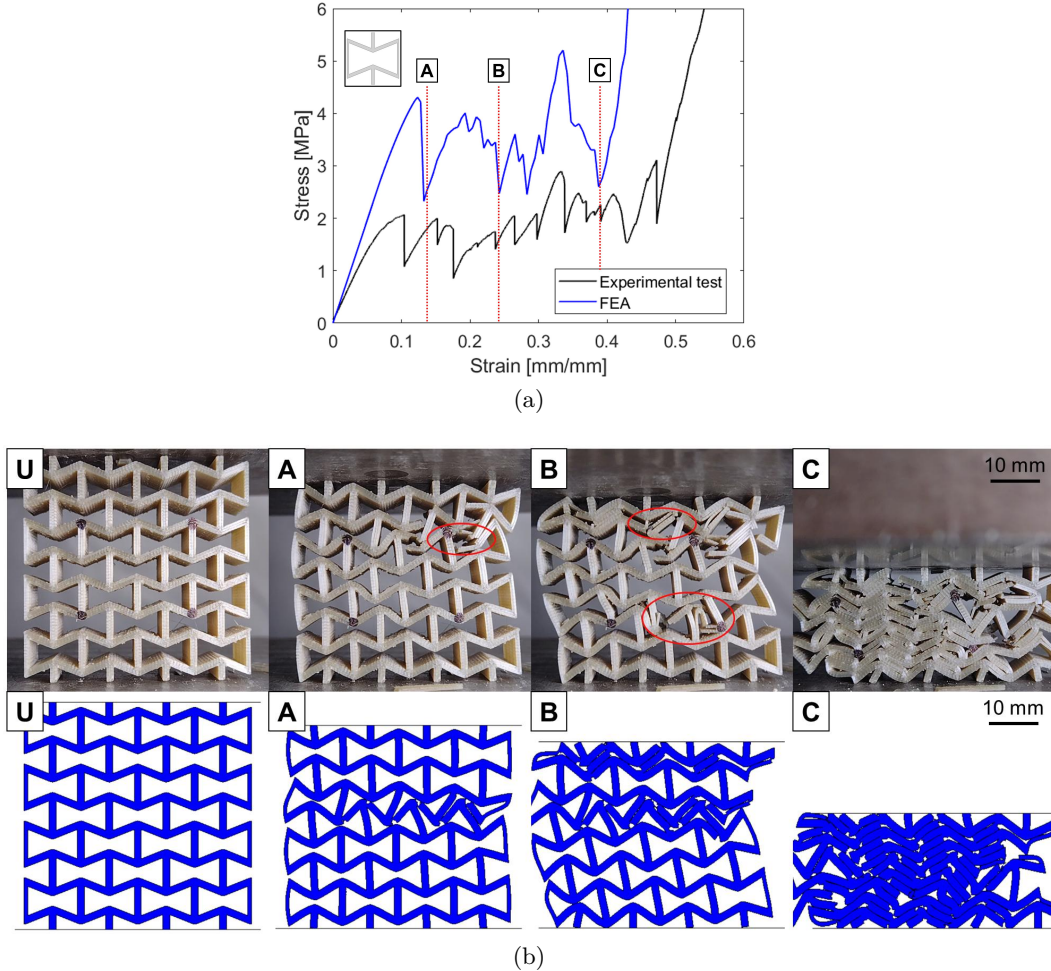 6
5
4
3
2
1
0
Stress [MPa]
A
B
C
Experimental test
FEA
0
0.1
0.2
0.3
0.4
0.5
0.6
Strain [mm/mm]
(a)
U
A
B
C
10 mm
U
A
B
C
10 mm
(b)